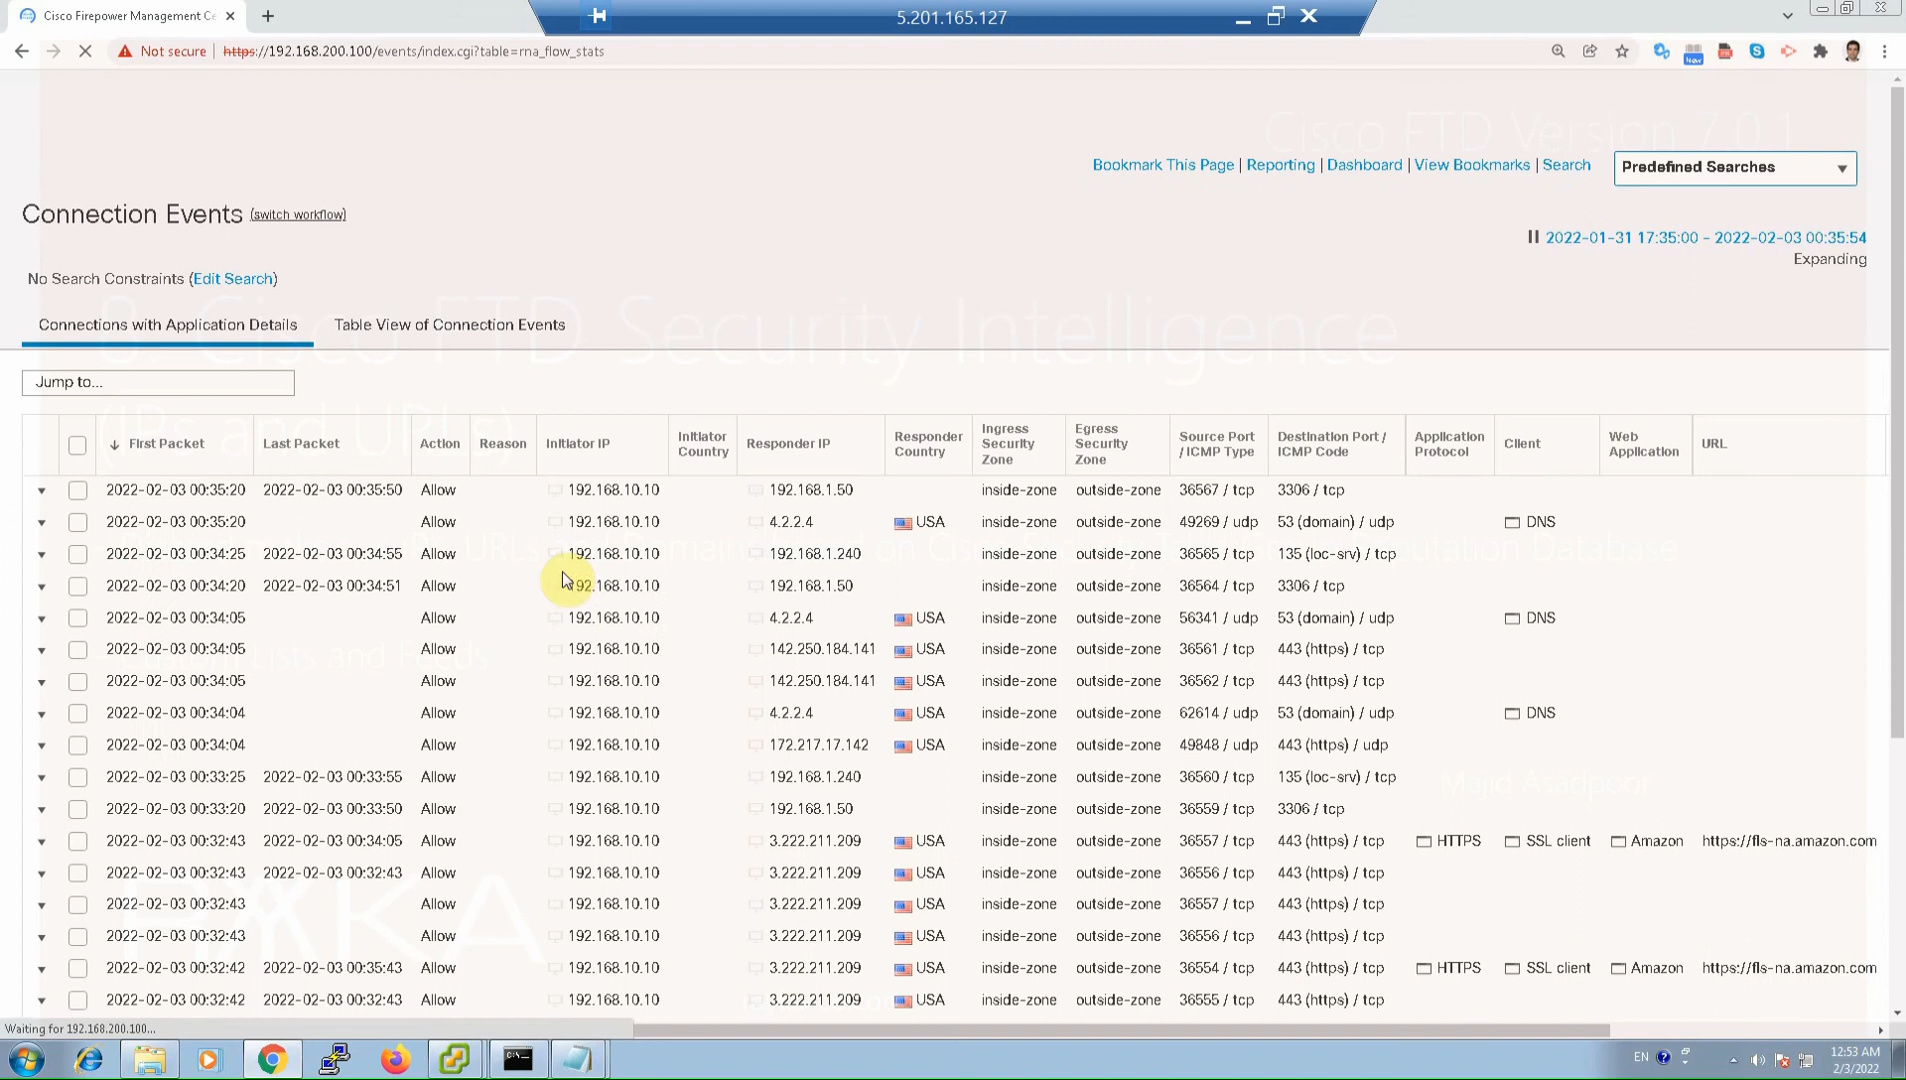 Cisco Firepower Management Ce
5.201.165.127
Not secure | https://192.168.200.100/events/index.cgi?table=rna_flow_stats
Cisco FTD Version 7.0.1
Bookmark This Page | Reporting | Dashboard | View Bookmarks | Search
Predefined Searches
Connection Events (switch workflow)
2022-01-31 17:35:00 - 2022-02-03 00:35:54
Expanding
No Search Constraints (Edit Search)
8. Cisco FTD Security Intelligence
Connections with Application Details Table View of Connection Events
Jump to...
(IPs and URLs)
First Packet Last Packet Action Reason Initiator IP Initiator Country Responder IP Responder Country Ingress Security Zone Egress Security Zone Source Port / ICMP Type Destination Port / ICMP Code Application Protocol Client Web Application URL
2022-02-03 00:35:20 2022-02-03 00:35:50 Allow 192.168.10.10 192.168.1.50 inside-zone outside-zone 36567 / tcp 3306 / tcp
2022-02-03 00:35:20 Allow 192.168.10.10 4.2.2.4 USA inside-zone outside-zone 49269 / udp 53 (domain) / udp DNS
URLs and Domains on Cisco Security Talos Reputation Database
2022-02-03 00:34:25 2022-02-03 00:34:55 Allow 192.168.10.10 192.168.1.240 inside-zone outside-zone 36565 / tcp 135 (loc-srv) / tcp
2022-02-03 00:34:20 2022-02-03 00:34:51 Allow 192.168.10.10 192.168.1.50 inside-zone outside-zone 36564 / tcp 3306 / tcp
2022-02-03 00:34:05 Allow 192.168.10.10 4.2.2.4 USA inside-zone outside-zone 56341 / udp 53 (domain) / udp DNS
2022-02-03 00:34:05 Allow 192.168.10.10 142.250.184.141 USA inside-zone outside-zone 36561 / tcp 443 (https) / tcp
- Custom Lists and Feeds
2022-02-03 00:34:05 Allow 192.168.10.10 142.250.184.141 USA inside-zone outside-zone 36562 / tcp 443 (https) / tcp
2022-02-03 00:34:04 Allow 192.168.10.10 4.2.2.4 USA inside-zone outside-zone 62614 / udp 53 (domain) / udp DNS
2022-02-03 00:34:04 Allow 192.168.10.10 172.217.17.142 USA inside-zone outside-zone 49848 / udp 443 (https) / udp
2022-02-03 00:33:25 2022-02-03 00:33:55 Allow 192.168.10.10 192.168.1.240 inside-zone outside-zone 36560 / tcp 135 (loc-srv) / tcp
Majid Asadpoor
2022-02-03 00:33:20 2022-02-03 00:33:50 Allow 192.168.10.10 192.168.1.50 inside-zone outside-zone 36559 / tcp 3306 / tcp
2022-02-03 00:32:43 2022-02-03 00:34:05 Allow 192.168.10.10 3.222.211.209 USA inside-zone outside-zone 36557 / tcp 443 (https) / tcp HTTPS SSL client Amazon https://fls-na.amazon.com
2022-02-03 00:32:43 2022-02-03 00:32:43 Allow 192.168.10.10 3.222.211.209 USA inside-zone outside-zone 36556 / tcp 443 (https) / tcp
2022-02-03 00:32:43 Allow 192.168.10.10 3.222.211.209 USA inside-zone outside-zone 36557 / tcp 443 (https) / tcp
2022-02-03 00:32:43 Allow 192.168.10.10 3.222.211.209 USA inside-zone outside-zone 36556 / tcp 443 (https) / tcp
2022-02-03 00:32:42 2022-02-03 00:35:43 Allow 192.168.10.10 3.222.211.209 USA inside-zone outside-zone 36554 / tcp 443 (https) / tcp HTTPS SSL client Amazon https://fls-na.amazon.com
2022-02-03 00:32:42 2022-02-03 00:32:43 Allow 192.168.10.10 3.222.211.209 USA inside-zone outside-zone 36555 / tcp 443 (https) / tcp
Waiting for 192.168.200.100...
EN
12:53 AM
2/3/2022